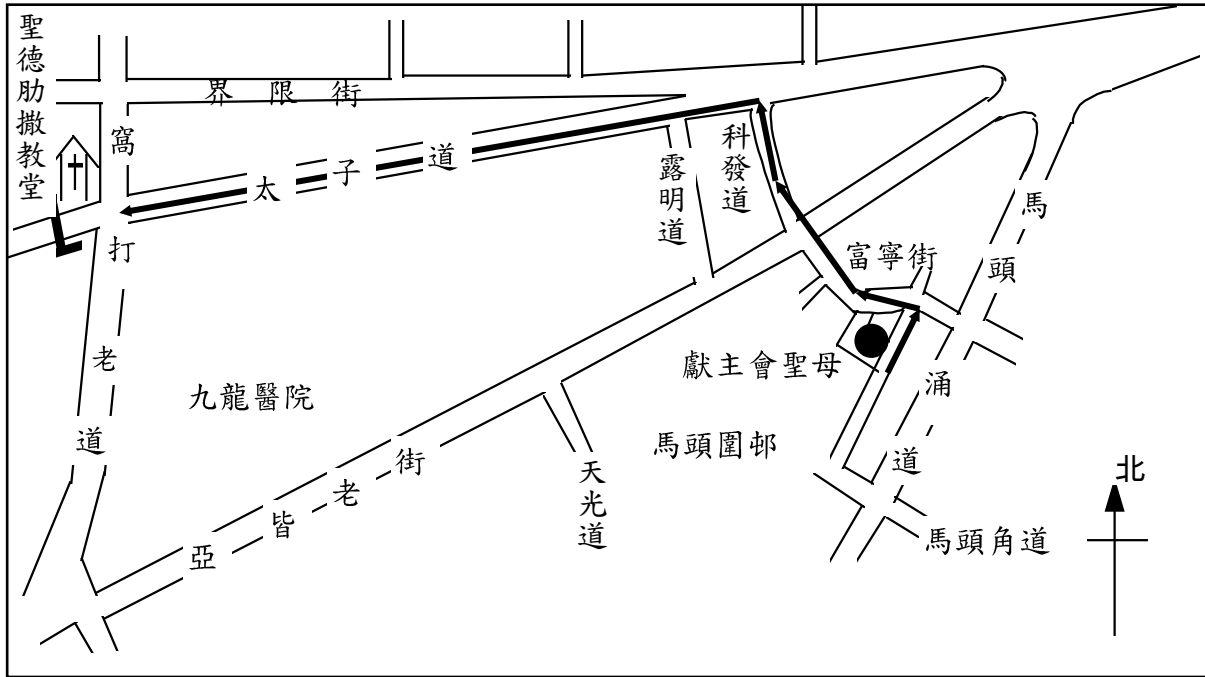 聖德肋撒教堂
界限街
窩打老道
太子道
露明道
科發道
富寧街
馬頭涌道
獻主會聖母
九龍醫院
馬頭圍邨
亞皆老街
天光道
馬頭角道
北